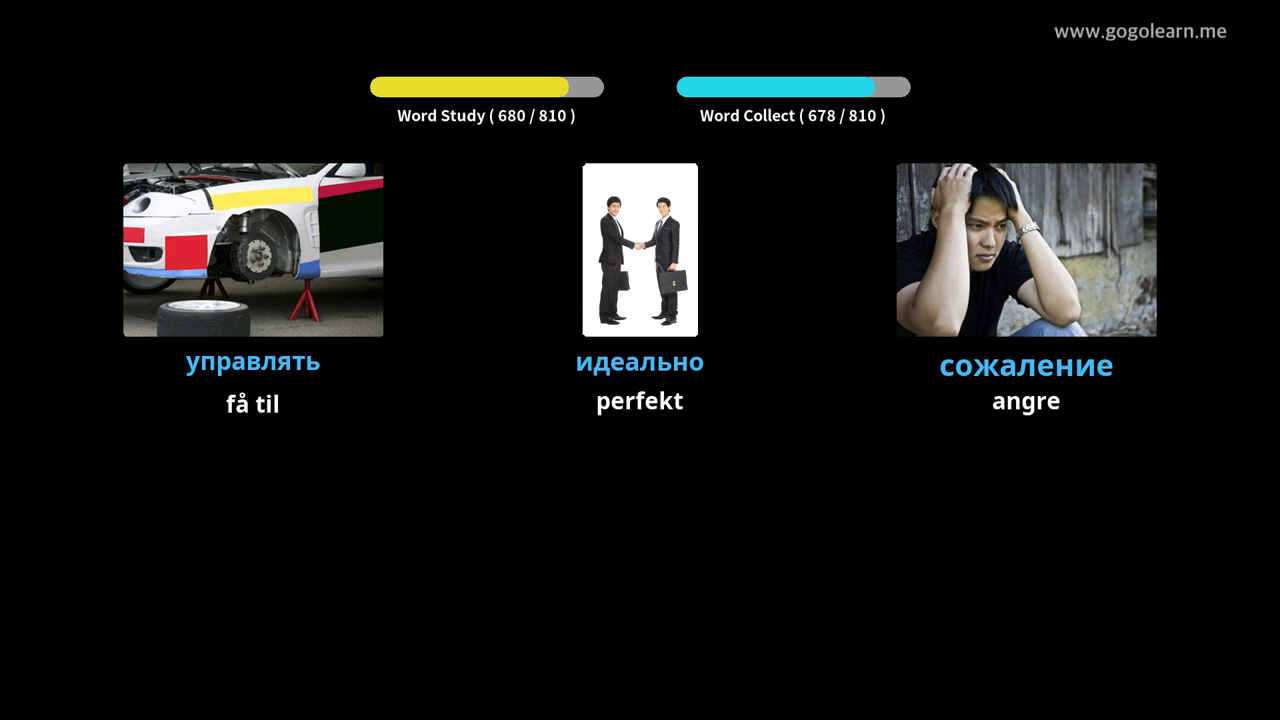 www.gogolearn.me
Word Study ( 680 / 810 )
Word Collect ( 678 / 810 )
управлять
få til
идеально
perfekt
сожаление
angre